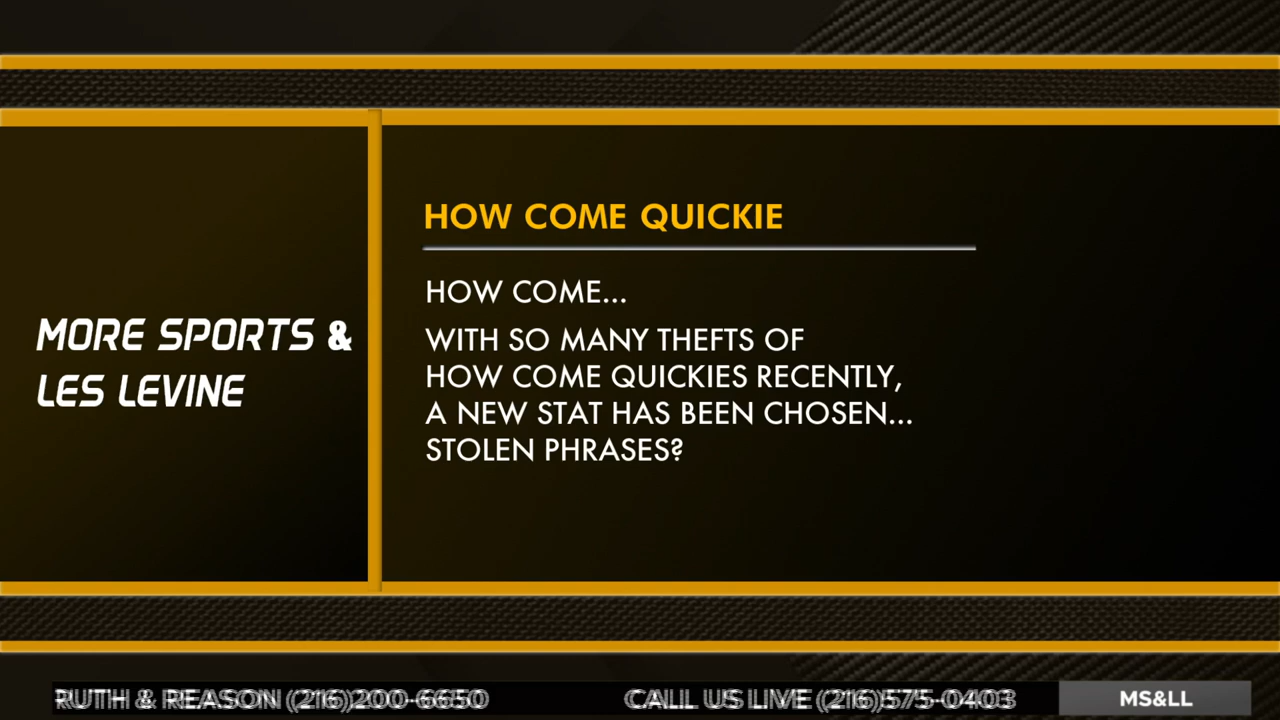 HOW COME QUICKIE
HOW COME...
WITH SO MANY THEFTS OF
HOW COME QUICKIES RECENTLY,
A NEW STAT HAS BEEN CHOSEN...
STOLEN PHRASES?
MORE SPORTS &
LES LEVINE
RUTH & REASON (216)200-6650
CALL US LIVE (216)575-0403
MS&LL